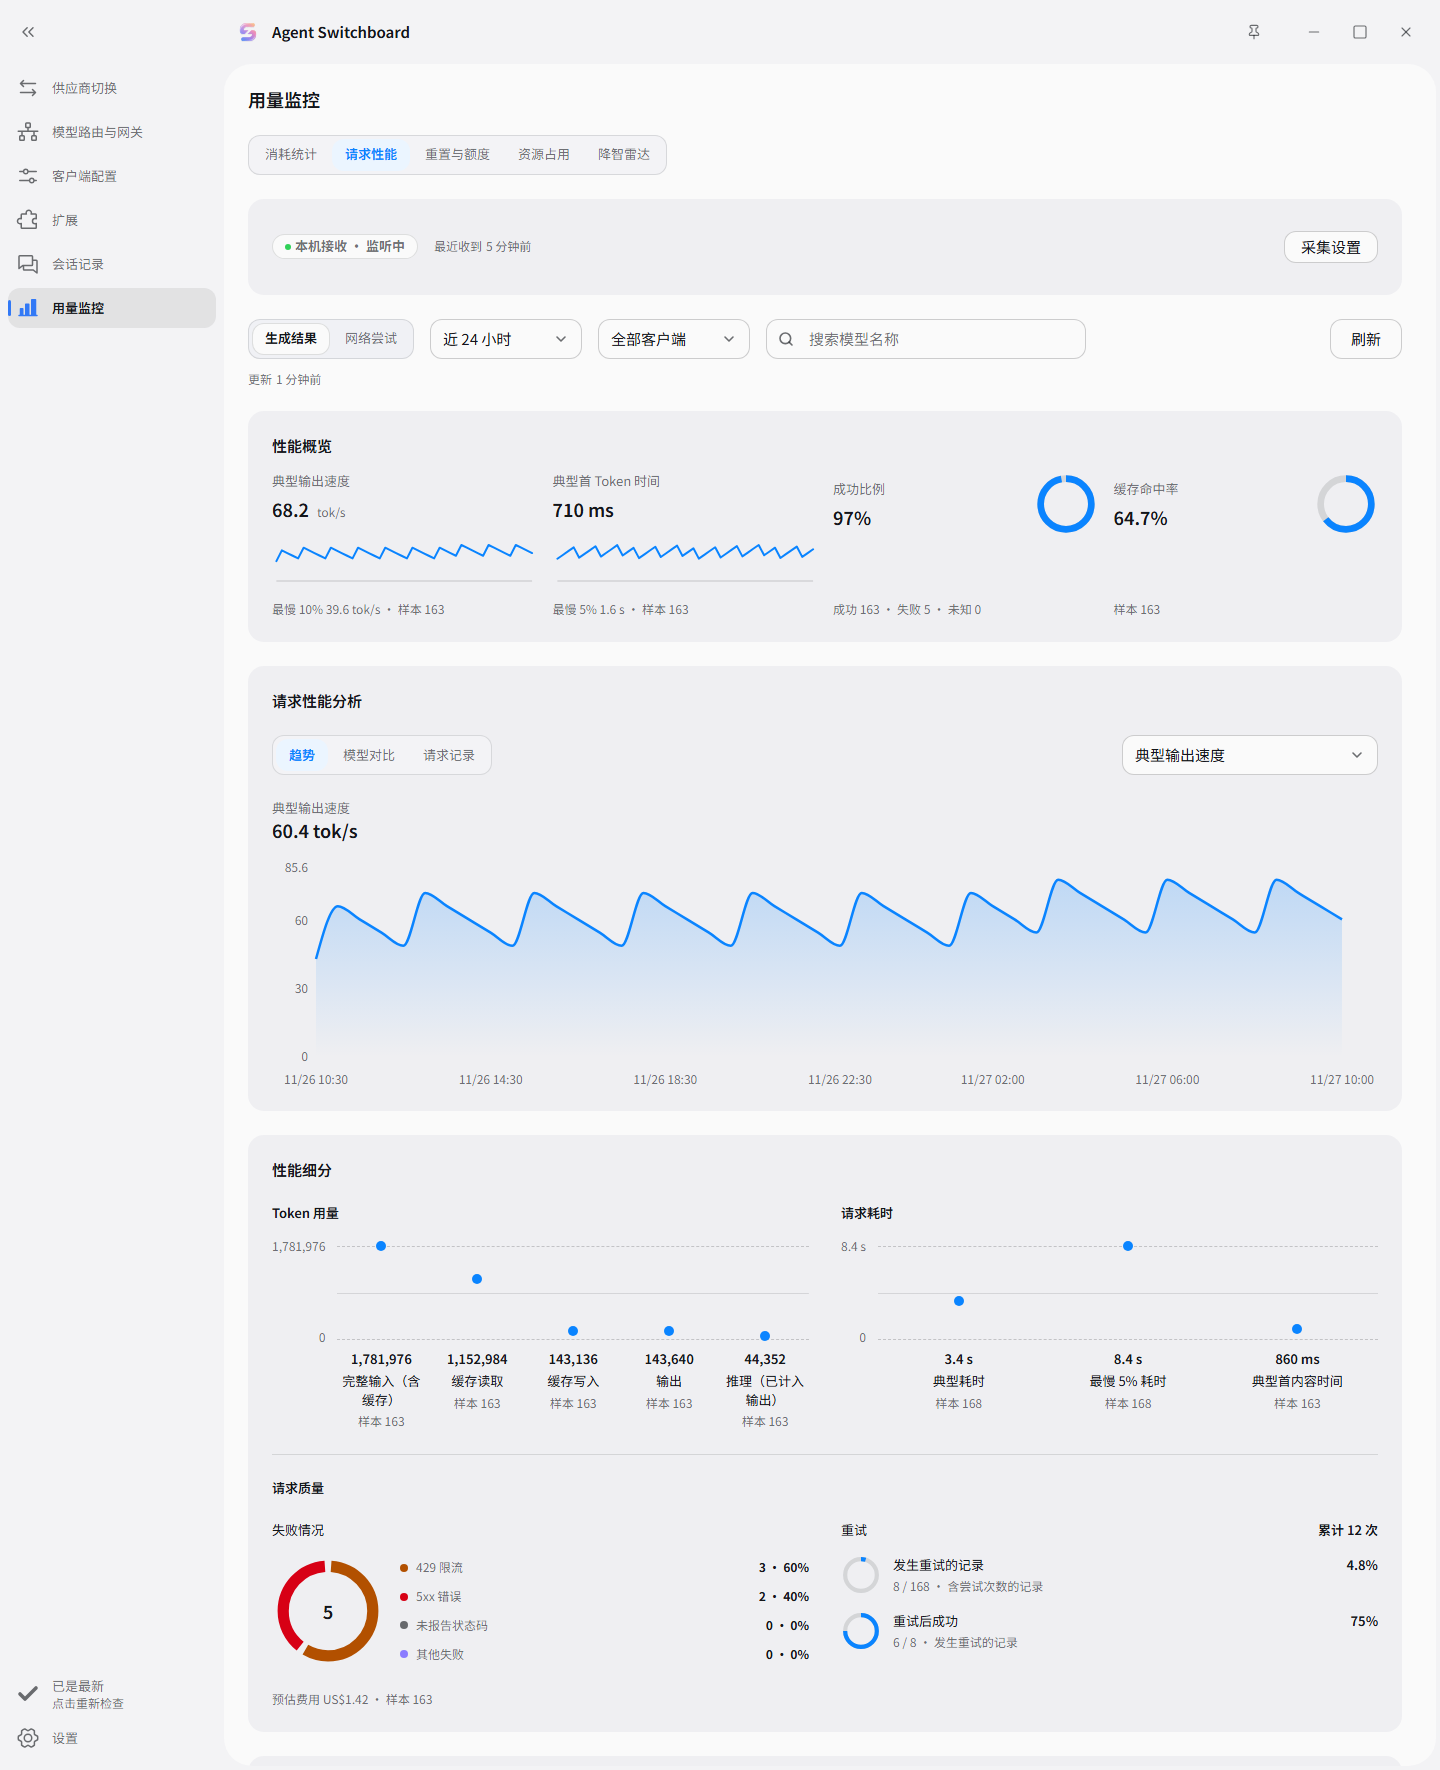 Agent Switchboard
供应商切换
模型路由与网关
客户端配置
扩展
会话记录
用量监控
已是最新
点击重新检查
设置
用量监控
消耗统计
请求性能
重置与额度
资源占用
降智雷达
本机接收 · 监听中
最近收到 5 分钟前
采集设置
生成结果
网络尝试
近 24 小时
全部客户端
搜索模型名称
刷新
更新 1 分钟前
性能概览
典型输出速度
68.2 tok/s
最慢 10% 39.6 tok/s · 样本 163
典型首 Token 时间
710 ms
最慢 5% 1.6 s · 样本 163
成功比例
97%
成功 163 · 失败 5 · 未知 0
缓存命中率
64.7%
样本 163
请求性能分析
趋势
模型对比
请求记录
典型输出速度
典型输出速度
60.4 tok/s
85.6
60
30
0
11/26 10:30
11/26 14:30
11/26 18:30
11/26 22:30
11/27 02:00
11/27 06:00
11/27 10:00
性能细分
Token 用量
1,781,976
0
1,781,976
完整输入（含
缓存）
样本 163
1,152,984
缓存读取
样本 163
143,136
缓存写入
样本 163
143,640
输出
样本 163
44,352
推理（已计入
输出）
样本 163
请求耗时
8.4 s
0
3.4 s
典型耗时
样本 168
8.4 s
最慢 5% 耗时
样本 168
860 ms
典型首内容时间
样本 163
请求质量
失败情况
5
429 限流
3 · 60%
5xx 错误
2 · 40%
未报告状态码
0 · 0%
其他失败
0 · 0%
重试
累计 12 次
发生重试的记录
4.8%
8 / 168 · 含尝试次数的记录
重试后成功
75%
6 / 8 · 发生重试的记录
预估费用 US$1.42 · 样本 163